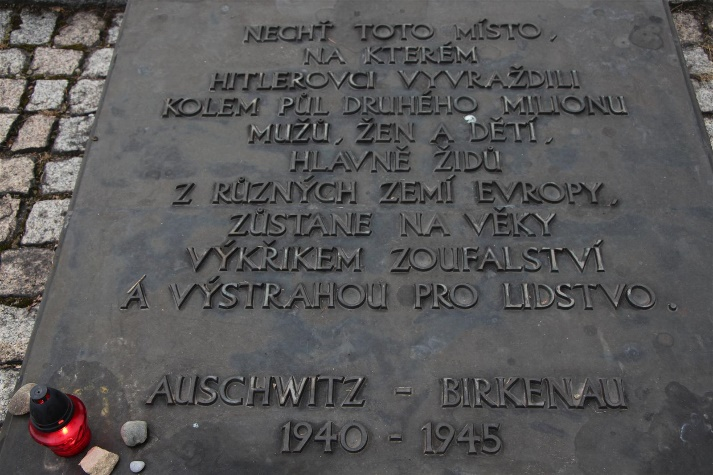 NECHŤ TOTO MÍSTO,
NA KTERÉM
HITLEROVCI VYVRAŽDILI
KOLEM PŮL DRUHÉHO MILIÓNU
MUŽŮ, ŽEN A DĚTÍ,
HLAVNĚ ŽIDŮ
Z RŮZNÝCH ZEMÍ EVROPY,
ZŮSTANE NA VĚKY
VÝKŘIKEM ZOUFALSTVÍ
A VÝSTRAHOU PRO LIDSTVO.
AUSCHWITZ - BIRKENAU
1940 - 1945